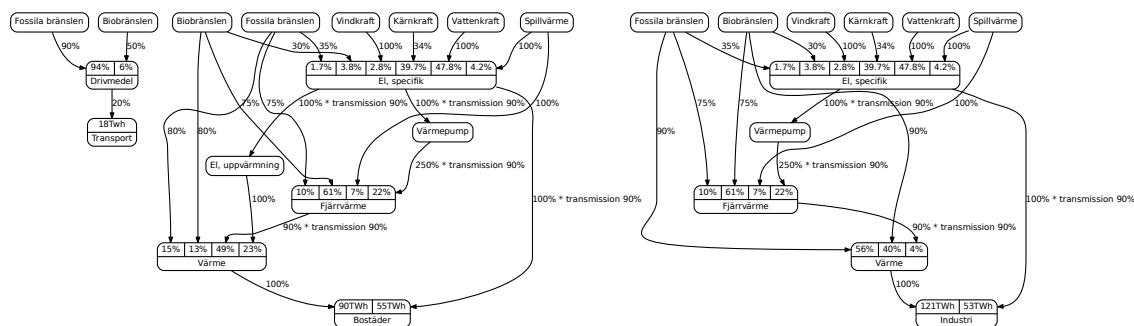 Fossila bränslen Biobränslen Biobränslen Fossila bränslen Vindkraft Kärnkraft Vattenkraft Spillvärme Fossila bränslen Biobränslen Vindkraft Kärnkraft Vattenkraft Spillvärme
90% 50% 30% 35% 100% 34% 100% 100% 35% 30% 100% 34% 100% 100%
94% 6% 1.7% 3.8% 2.8% 39.7% 47.8% 4.2% 1.7% 3.8% 2.8% 39.7% 47.8% 4.2%
Drivmedel El, specifik El, specifik
20% 75% 75% 100% * transmission 90% 100% * transmission 90% 100% 75% 75% 100% * transmission 90% 100%
18Twh
Transport
80% 80% Värmepump 90% 90% Värmepump
El, uppvärmning 250% * transmission 90% 250% * transmission 90%
10% 61% 7% 22% 10% 61% 7% 22%
100% 100% * transmission 90% 100% * transmission 90%
Fjärrvärme Fjärrvärme
90% * transmission 90% 90% * transmission 90%
15% 13% 49% 23% 56% 40% 4%
Värme Värme
100% 100%
90TWh 55TWh 121TWh 53TWh
Bostäder Industri